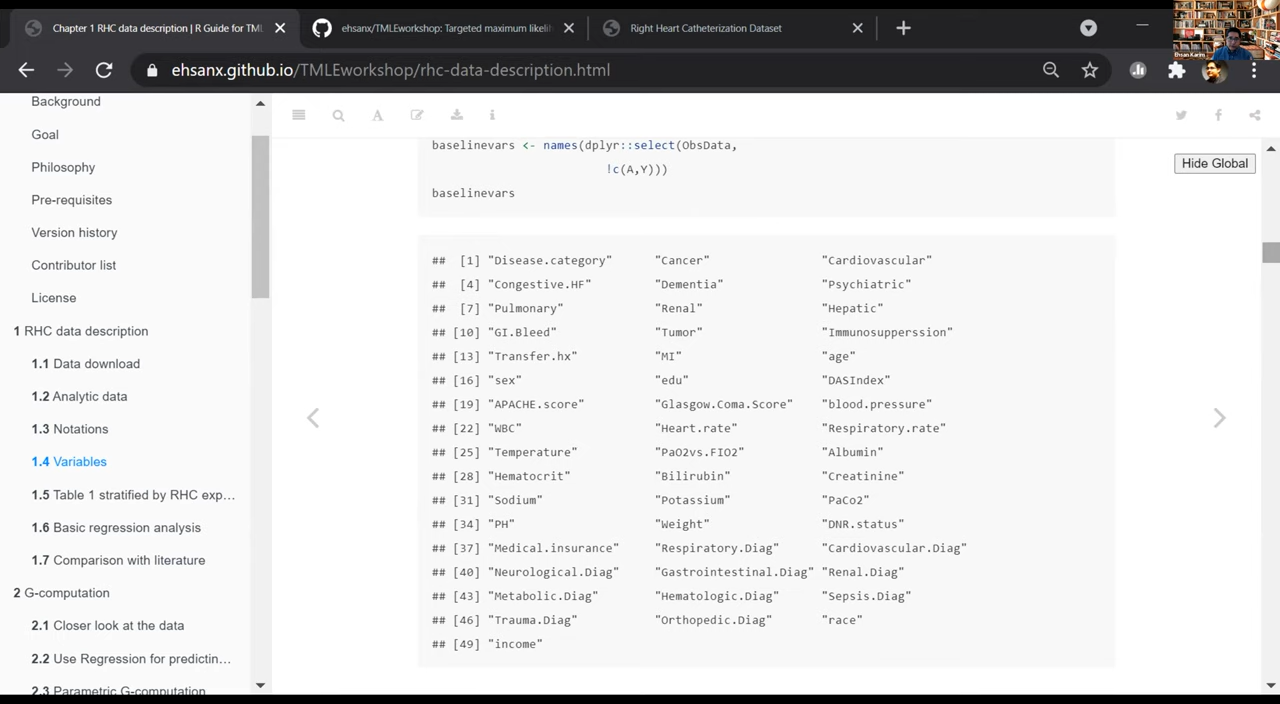 Chapter 1 RHC data description | R Guide for TML
ehsanx/TMLEworkshop: Targeted maximum likeli
Right Heart Catheterization Dataset
Ehsan Karim
ehsanx.github.io/TMLEworkshop/rhc-data-description.html
Background
Goal
Philosophy
Pre-requisites
Version history
Contributor list
License
1 RHC data description
1.1 Data download
1.2 Analytic data
1.3 Notations
1.4 Variables
1.5 Table 1 stratified by RHC exp…
1.6 Basic regression analysis
1.7 Comparison with literature
2 G-computation
2.1 Closer look at the data
2.2 Use Regression for predictin…
2.3 Parametric G-computation
A
i
Hide Global
baselinevars <- names(dplyr::select(ObsData,
!c(A,Y)))
baselinevars
## [1] "Disease.category" "Cancer" "Cardiovascular"
## [4] "Congestive.HF" "Dementia" "Psychiatric"
## [7] "Pulmonary" "Renal" "Hepatic"
## [10] "GI.Bleed" "Tumor" "Immunosupperssion"
## [13] "Transfer.hx" "MI" "age"
## [16] "sex" "edu" "DASIndex"
## [19] "APACHE.score" "Glasgow.Coma.Score" "blood.pressure"
## [22] "WBC" "Heart.rate" "Respiratory.rate"
## [25] "Temperature" "PaO2vs.FIO2" "Albumin"
## [28] "Hematocrit" "Bilirubin" "Creatinine"
## [31] "Sodium" "Potassium" "PaCo2"
## [34] "PH" "Weight" "DNR.status"
## [37] "Medical.insurance" "Respiratory.Diag" "Cardiovascular.Diag"
## [40] "Neurological.Diag" "Gastrointestinal.Diag" "Renal.Diag"
## [43] "Metabolic.Diag" "Hematologic.Diag" "Sepsis.Diag"
## [46] "Trauma.Diag" "Orthopedic.Diag" "race"
## [49] "income"